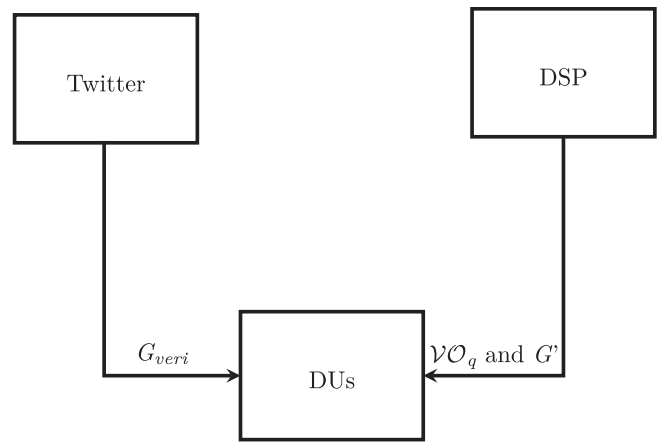 Twitter
DSP
G_veri
𝒱𝒪_q and G'
DUs